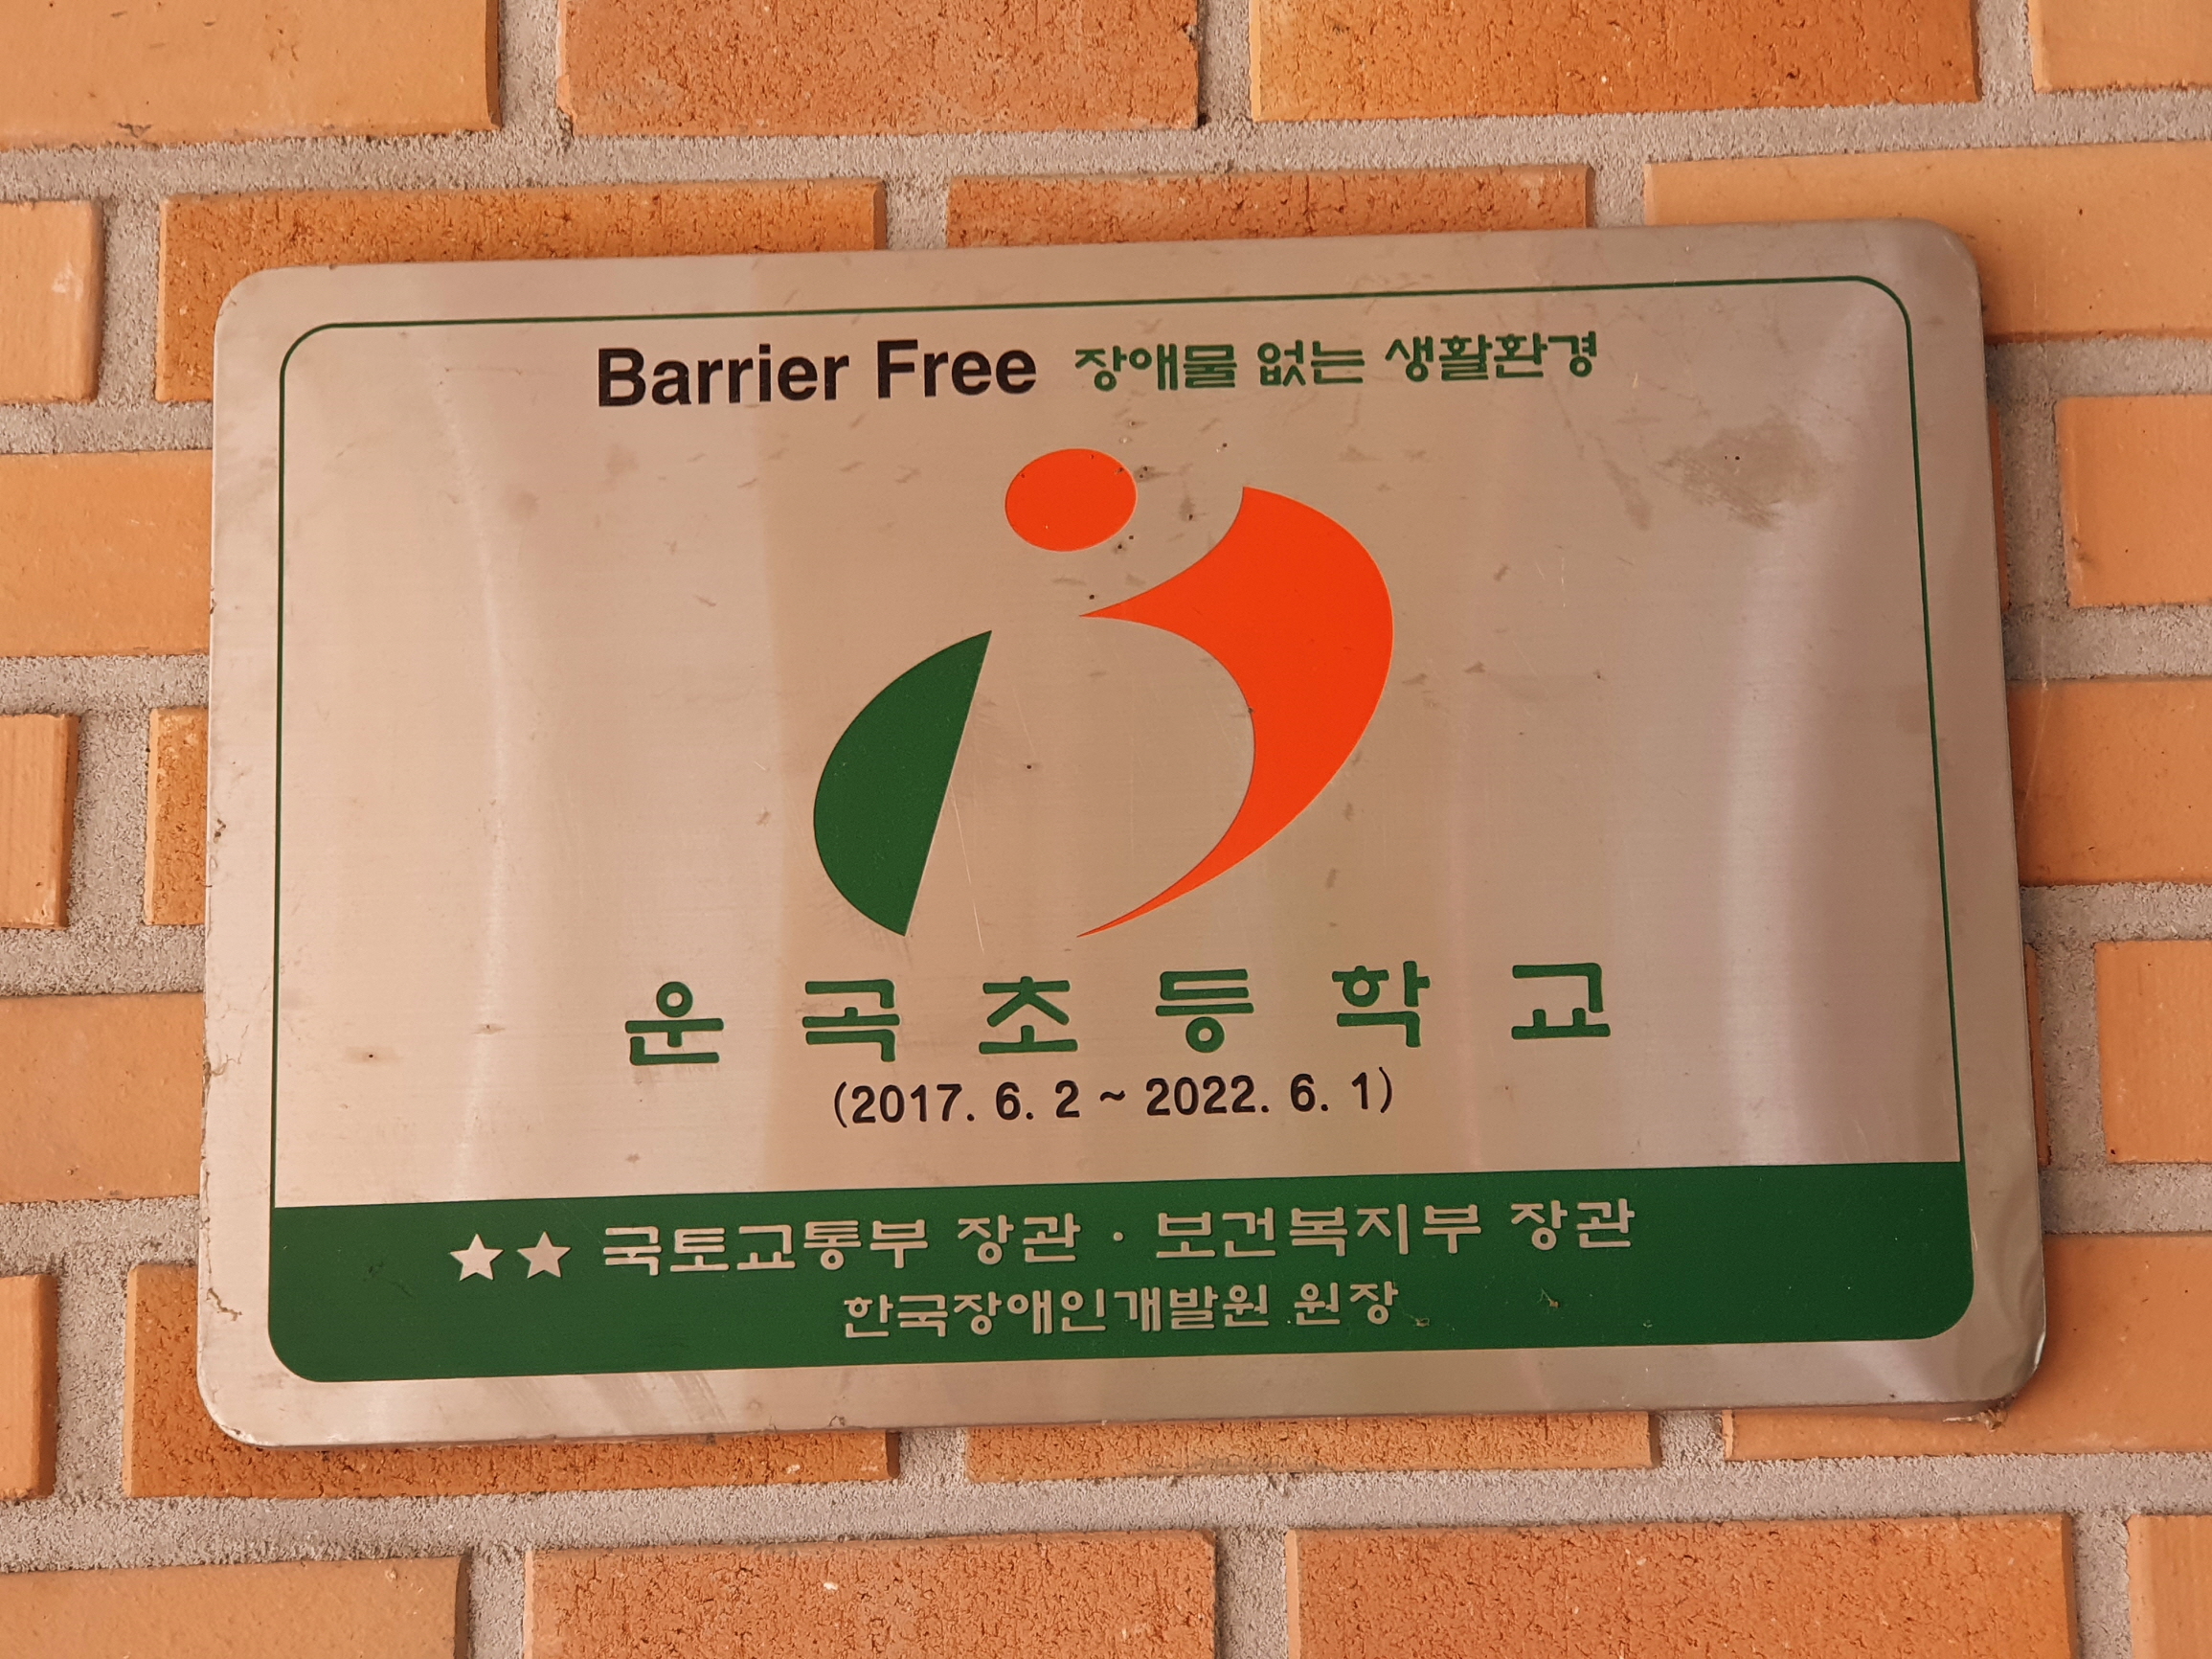 Barrier Free 장애물 없는 생활환경
운곡초등학교
(2017. 6. 2 ~ 2022. 6. 1)
★★ 국토교통부 장관 · 보건복지부 장관
한국장애인개발원 원장